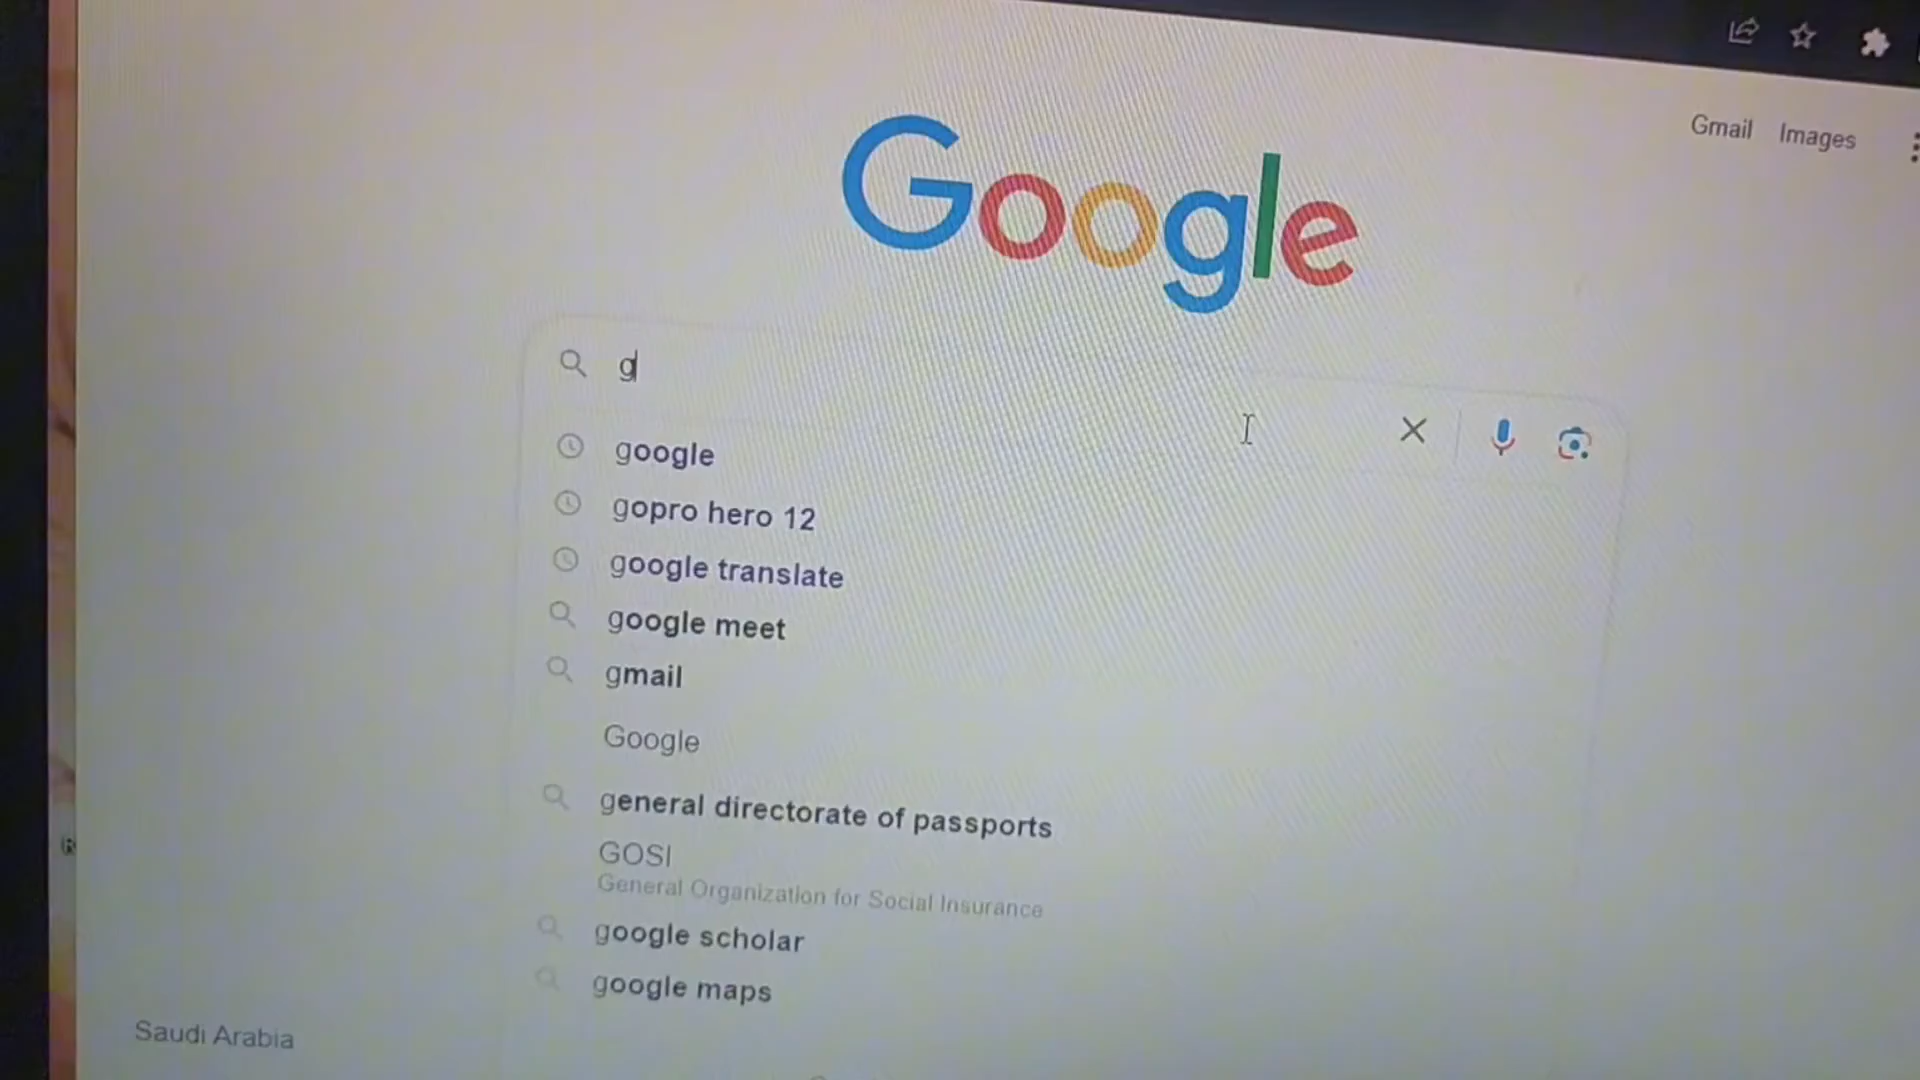 Gmail Images
Google
g
google
gopro hero 12
google translate
google meet
gmail
Google
general directorate of passports
GOSI
General Organization for Social Insurance
google scholar
google maps
Saudi Arabia
®